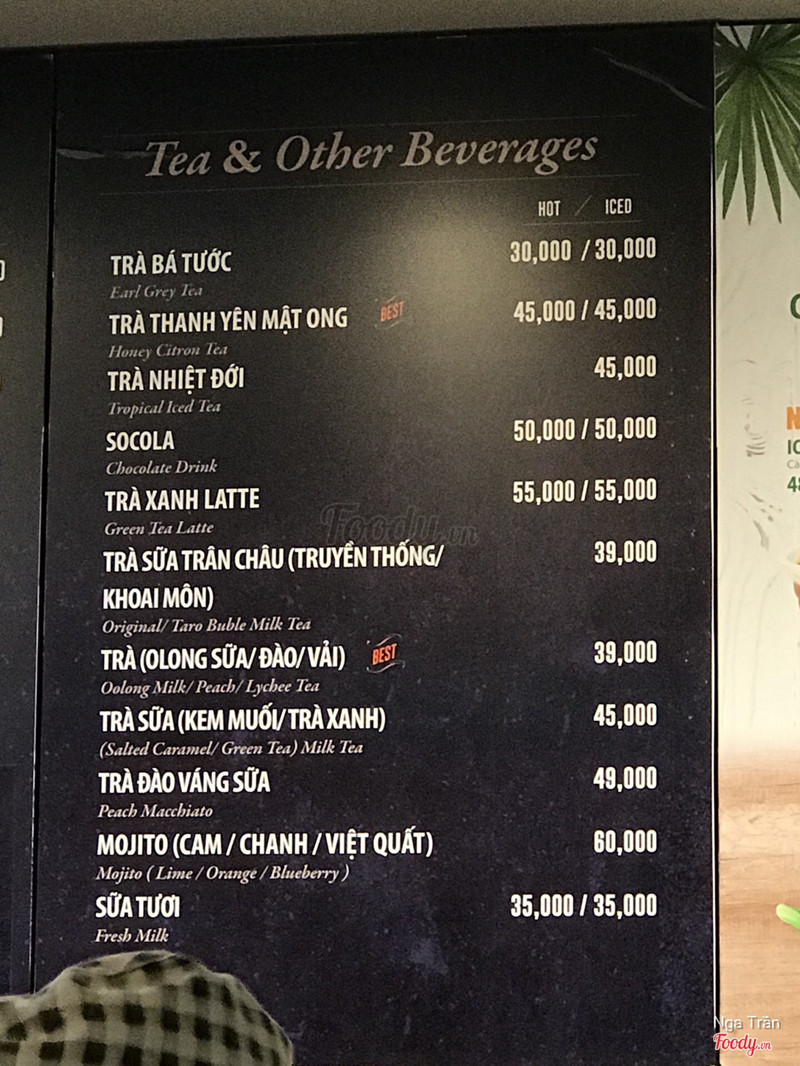 Tea & Other Beverages
HOT / ICED
TRÀ BÁ TƯỚC 30,000 / 30,000
Earl Grey Tea
TRÀ THANH YÊN MẬT ONG BEST 45,000 / 45,000
Honey Citron Tea
TRÀ NHIỆT ĐỚI 45,000
Tropical Iced Tea
SOCOLA 50,000 / 50,000
Chocolate Drink
TRÀ XANH LATTE 55,000 / 55,000
Green Tea Latte
Foody.vn
TRÀ SỮA TRÂN CHÂU (TRUYỀN THỐNG/ 39,000
KHOAI MÔN)
Original/ Taro Buble Milk Tea
TRÀ (OLONG SỮA/ ĐÀO/ VẢI) BEST 39,000
Oolong Milk/ Peach/ Lychee Tea
TRÀ SỮA (KEM MUỐI/ TRÀ XANH) 45,000
(Salted Caramel/ Green Tea) Milk Tea
TRÀ ĐÀO VÁNG SỮA 49,000
Peach Macchiato
MOJITO (CAM / CHANH / VIỆT QUẤT) 60,000
Mojito ( Lime / Orange / Blueberry )
SỮA TƯƠI 35,000 / 35,000
Fresh Milk
Nga Trần
Foody.vn